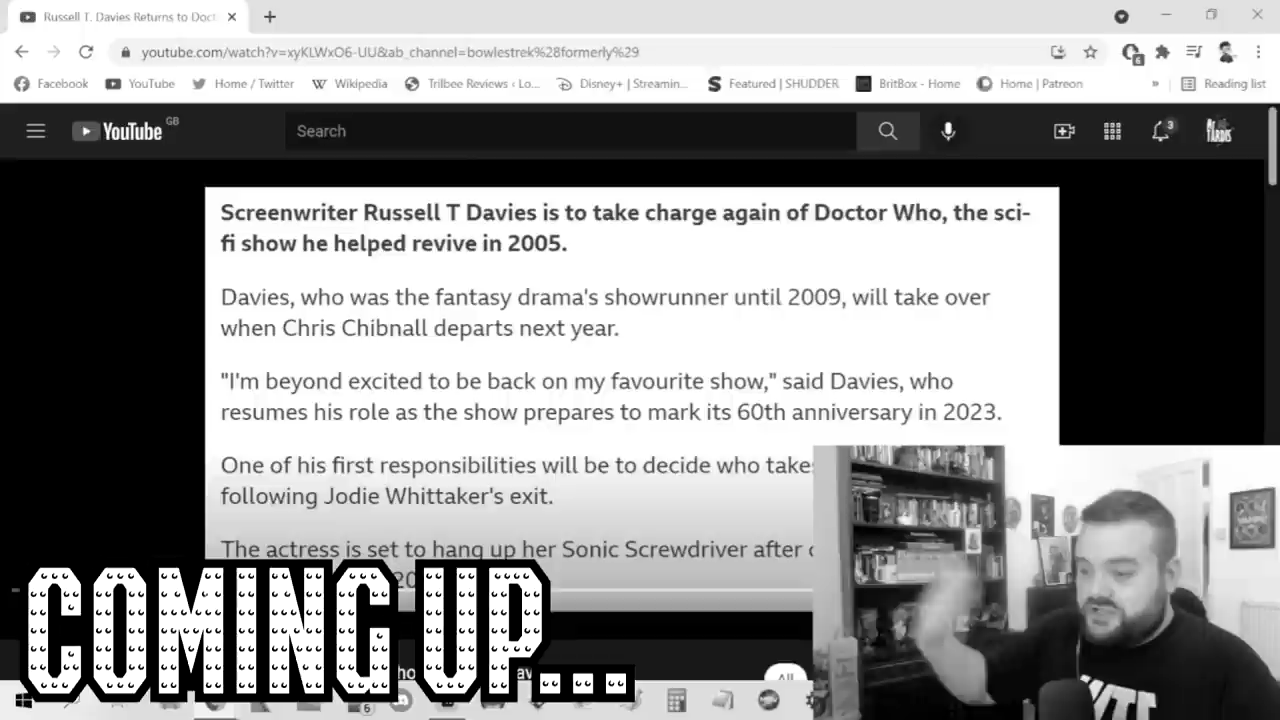 Russell T. Davies Returns to Doct
youtube.com/watch?v=xyKLWxO6-UU&ab_channel=bowlestrek%28formerly%29
6
Facebook YouTube Home / Twitter Wikipedia Trilbee Reviews ‹ Lo... Disney+ | Streamin... Featured | SHUDDER BritBox - Home Home | Patreon » Reading list
YouTube GB Search 3
Screenwriter Russell T Davies is to take charge again of Doctor Who, the sci-
fi show he helped revive in 2005.
Davies, who was the fantasy drama's showrunner until 2009, will take over
when Chris Chibnall departs next year.
"I'm beyond excited to be back on my favourite show," said Davies, who
resumes his role as the show prepares to mark its 60th anniversary in 2023.
One of his first responsibilities will be to decide who takes
following Jodie Whittaker's exit.
The actress is set to hang up her Sonic Screwdriver after
COMING UP...
All
6